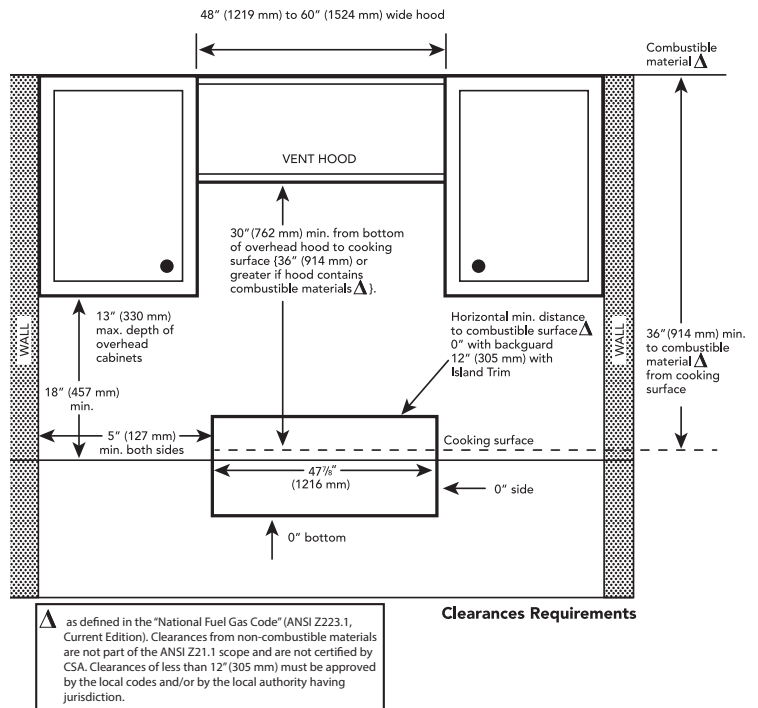 48" (1219 mm) to 60" (1524 mm) wide hood
Combustible
material Δ
VENT HOOD
30" (762 mm) min. from bottom
of overhead hood to cooking
surface {36" (914 mm) or
greater if hood contains
combustible materials Δ }.
13" (330 mm)
max. depth of
overhead
cabinets
Horizontal min. distance
to combustible surface Δ
0" with backguard
12" (305 mm) with
Island Trim
WALL
WALL
36" (914 mm) min.
to combustible
material Δ
from cooking
surface
18" (457 mm)
min.
5" (127 mm)
min. both sides
Cooking surface
47⅞"
(1216 mm)
0" side
0" bottom
Clearances Requirements
Δ as defined in the "National Fuel Gas Code" (ANSI Z223.1,
Current Edition). Clearances from non-combustible materials
are not part of the ANSI Z21.1 scope and are not certified by
CSA. Clearances of less than 12" (305 mm) must be approved
by the local codes and/or by the local authority having
jurisdiction.